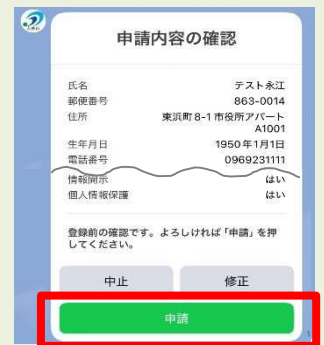 申請内容の確認
氏名 テスト永江
郵便番号 863-0014
住所 東浜町8-1 市役所アパート
A1001
生年月日 1950年1月1日
電話番号 0969231111
情報開示 はい
個人情報保護 はい
登録前の確認です。よろしければ「申請」を押
してください。
中止 修正
申請